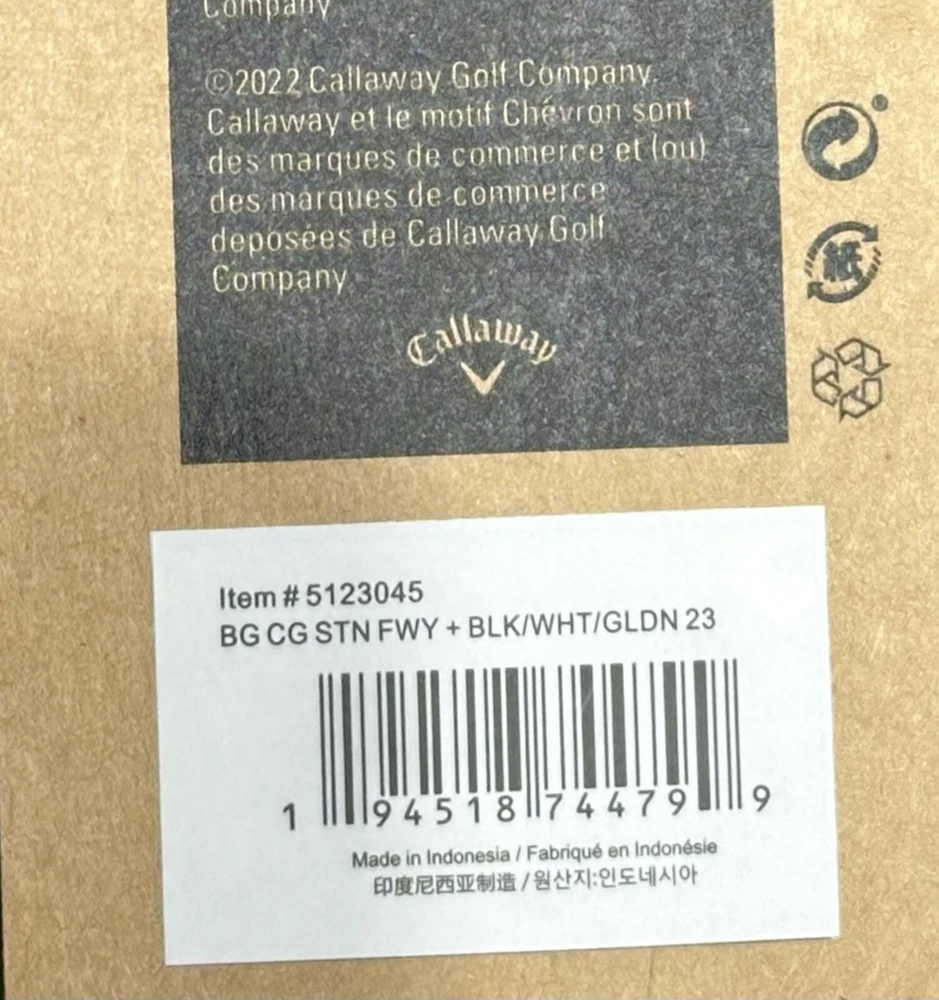 Company
©2022 Callaway Golf Company.
Callaway et le motif Chévron sont
des marques de commerce et (ou)
des marques de commerce
deposées de Callaway Golf
Company
Callaway
®
紙
Item # 5123045
BG CG STN FWY + BLK/WHT/GLDN 23
1 94518 74479 9
Made in Indonesia / Fabriqué en Indonésie
印度尼西亚制造 / 원산지:인도네시아